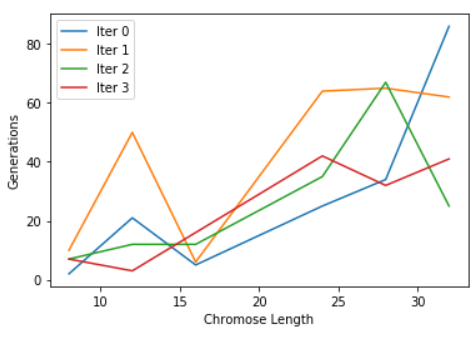 Iter 0
Iter 1
Iter 2
Iter 3
80
60
40
20
0
Generations
10 15 20 25 30
Chromose Length